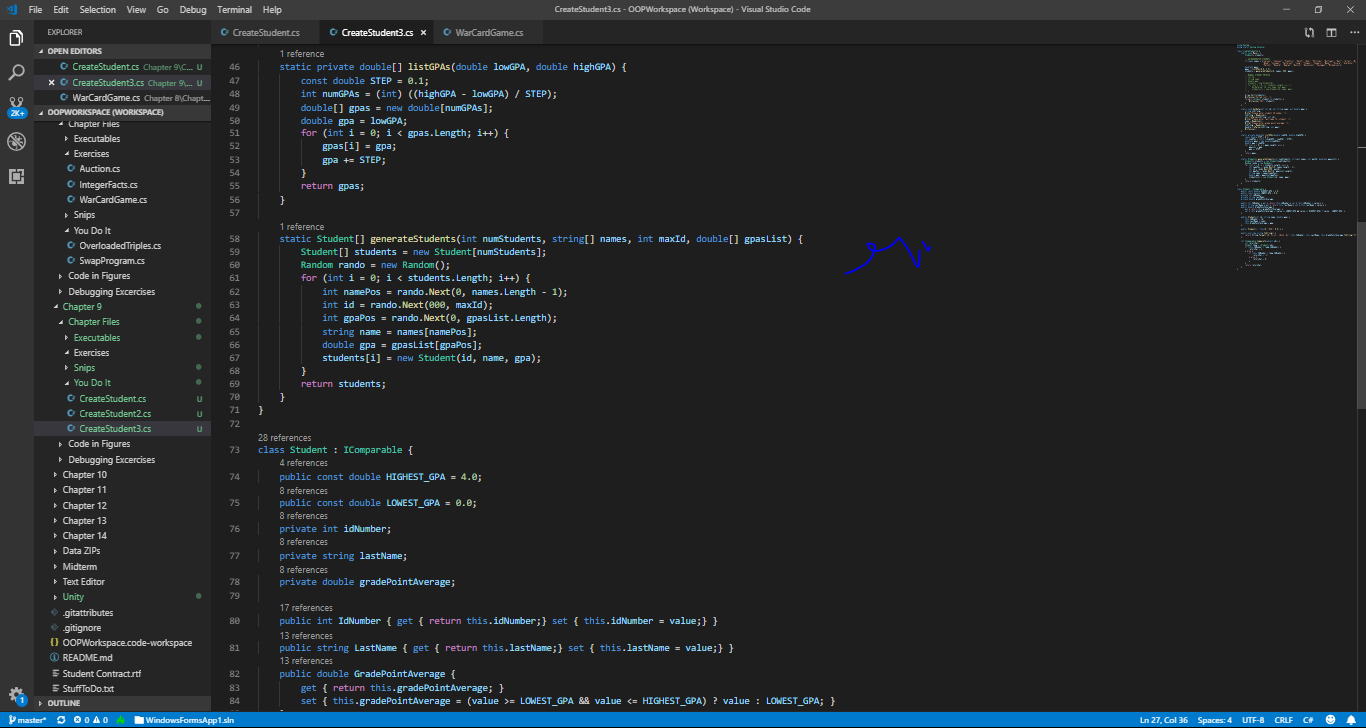 File Edit Selection View Go Debug Terminal Help
CreateStudent3.cs - OOPWorkspace (Workspace) - Visual Studio Code
EXPLORER
OPEN EDITORS
CreateStudent.cs Chapter 9\C... U
CreateStudent3.cs Chapter 9\... U
WarCardGame.cs Chapter 8\Chapt...
OOPWORKSPACE (WORKSPACE)
Chapter Files
Executables
Exercises
Auction.cs
IntegerFacts.cs
WarCardGame.cs
Snips
You Do It
OverloadedTriples.cs
SwapProgram.cs
Code in Figures
Debugging Excercises
Chapter 9
Chapter Files
Executables
Exercises
Snips
You Do It
CreateStudent.cs U
CreateStudent2.cs U
CreateStudent3.cs U
Code in Figures
Debugging Excercises
Chapter 10
Chapter 11
Chapter 12
Chapter 13
Chapter 14
Data ZIPs
Midterm
Text Editor
Unity
.gitattributes
.gitignore
OOPWorkspace.code-workspace
README.md
Student Contract.rtf
StuffToDo.txt
OUTLINE
2K+
1
CreateStudent.cs
CreateStudent3.cs
WarCardGame.cs
1 reference
46 static private double[] listGPAs(double lowGPA, double highGPA) {
47 const double STEP = 0.1;
48 int numGPAs = (int) ((highGPA - lowGPA) / STEP);
49 double[] gpas = new double[numGPAs];
50 double gpa = lowGPA;
51 for (int i = 0; i < gpas.Length; i++) {
52 gpas[i] = gpa;
53 gpa += STEP;
54 }
55 return gpas;
56 }
57
1 reference
58 static Student[] generateStudents(int numStudents, string[] names, int maxId, double[] gpasList) {
59 Student[] students = new Student[numStudents];
60 Random rando = new Random();
61 for (int i = 0; i < students.Length; i++) {
62 int namePos = rando.Next(0, names.Length - 1);
63 int id = rando.Next(000, maxId);
64 int gpaPos = rando.Next(0, gpasList.Length);
65 string name = names[namePos];
66 double gpa = gpasList[gpaPos];
67 students[i] = new Student(id, name, gpa);
68 }
69 return students;
70 }
71 }
72
28 references
73 class Student : IComparable {
4 references
74 public const double HIGHEST_GPA = 4.0;
8 references
75 public const double LOWEST_GPA = 0.0;
8 references
76 private int idNumber;
8 references
77 private string lastName;
8 references
78 private double gradePointAverage;
79
17 references
80 public int IdNumber { get { return this.idNumber;} set { this.idNumber = value;} }
13 references
81 public string LastName { get { return this.lastName;} set { this.lastName = value;} }
13 references
82 public double GradePointAverage {
83 get { return this.gradePointAverage; }
84 set { this.gradePointAverage = (value >= LOWEST_GPA && value <= HIGHEST_GPA) ? value : LOWEST_GPA; }
master* 0 0 WindowsFormsApp1.sln
Ln 27, Col 36 Spaces: 4 UTF-8 CRLF C#